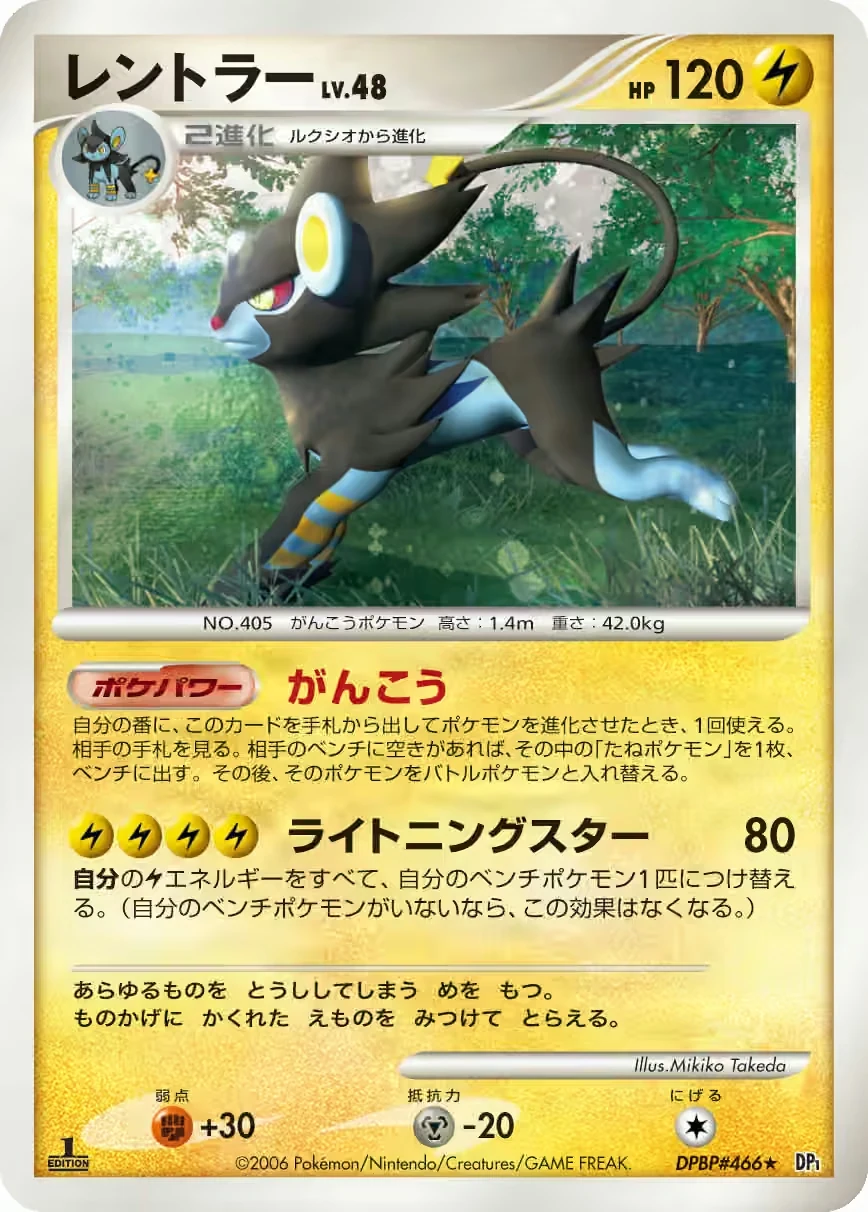 レントラー LV.48 HP 120
2進化 ルクシオから進化
NO.405 がんこうポケモン 高さ：1.4m 重さ：42.0kg
ポケパワー がんこう
自分の番に、このカードを手札から出してポケモンを進化させたとき、1回使える。
相手の手札を見る。相手のベンチに空きがあれば、その中の「たねポケモン」を1枚、
ベンチに出す。その後、そのポケモンをバトルポケモンと入れ替える。
ライトニングスター 80
自分のエネルギーをすべて、自分のベンチポケモン1匹につけ替え
る。（自分のベンチポケモンがいないなら、この効果はなくなる。）
あらゆるものを とうししてしまう めを もつ。
ものかげに かくれた えものを みつけて とらえる。
Illus.Mikiko Takeda
弱点 抵抗力 にげる
+30 -20
1 EDITION
©2006 Pokémon/Nintendo/Creatures/GAME FREAK. DPBP#466★ DP1